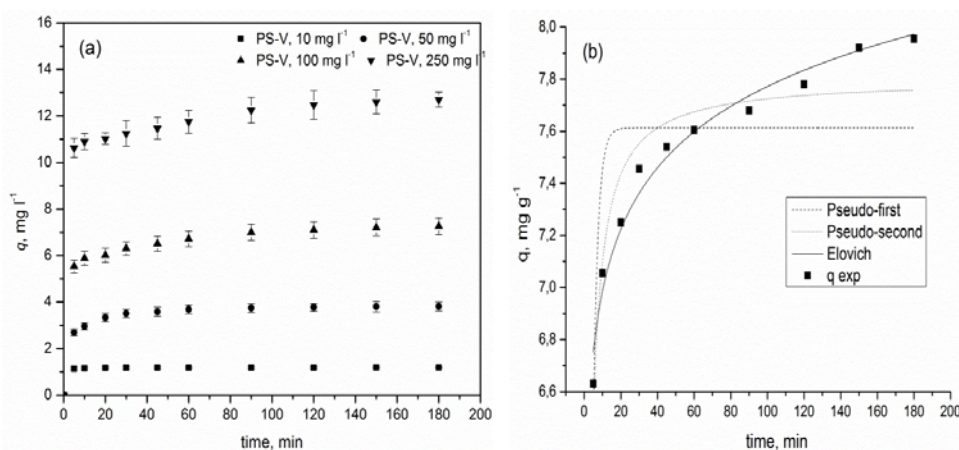 (a)
PS-V, 10 mg l⁻¹ PS-V, 50 mg l⁻¹
PS-V, 100 mg l⁻¹ PS-V, 250 mg l⁻¹
q, mg l⁻¹
16
14
12
10
8
6
4
2
0
0 20 40 60 80 100 120 140 160 180 200
time, min
(b)
q, mg g⁻¹
8,0
7,8
7,6
7,4
7,2
7,0
6,8
6,6
Pseudo-first
Pseudo-second
Elovich
q exp
0 20 40 60 80 100 120 140 160 180 200
time, min